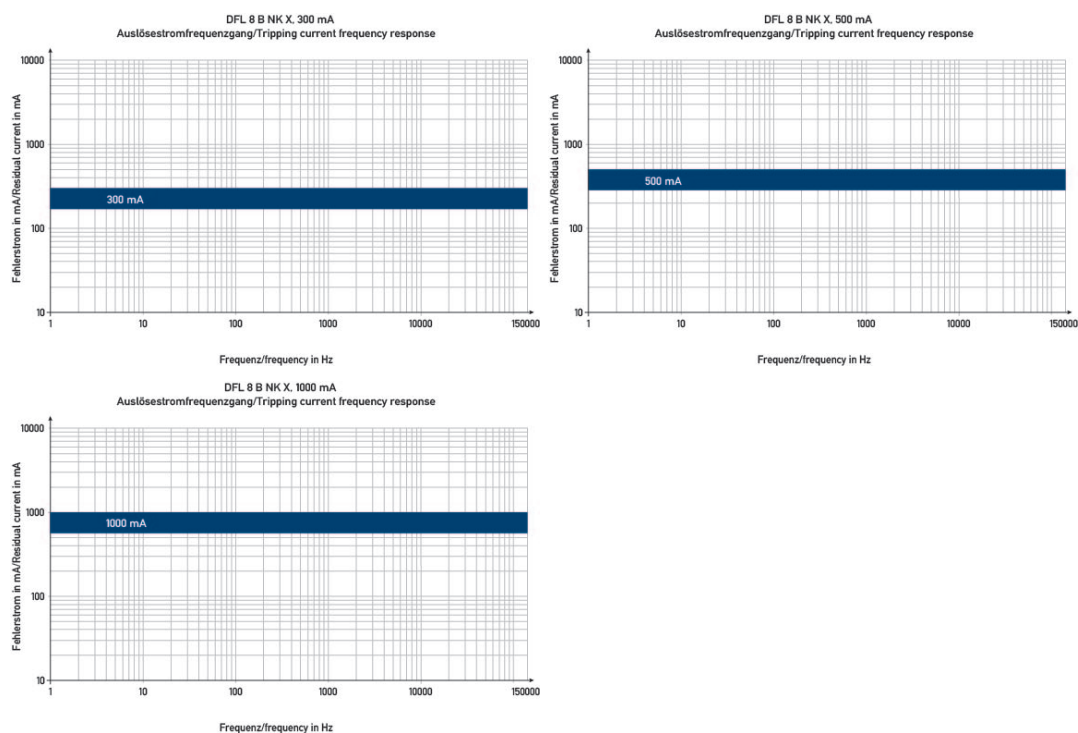 DFL 8 B NK X, 300 mA
Auslösestromfrequenzgang/Tripping current frequency response
Fehlerstrom in mA/Residual current in mA
10000
1000
100
10
300 mA
1
10
100
1000
10000
150000
Frequenz/frequency in Hz
DFL 8 B NK X, 500 mA
Auslösestromfrequenzgang/Tripping current frequency response
Fehlerstrom in mA/Residual current in mA
10000
1000
100
10
500 mA
1
10
100
1000
10000
150000
Frequenz/frequency in Hz
DFL 8 B NK X, 1000 mA
Auslösestromfrequenzgang/Tripping current frequency response
Fehlerstrom in mA/Residual current in mA
10000
1000
100
10
1000 mA
1
10
100
1000
10000
150000
Frequenz/frequency in Hz